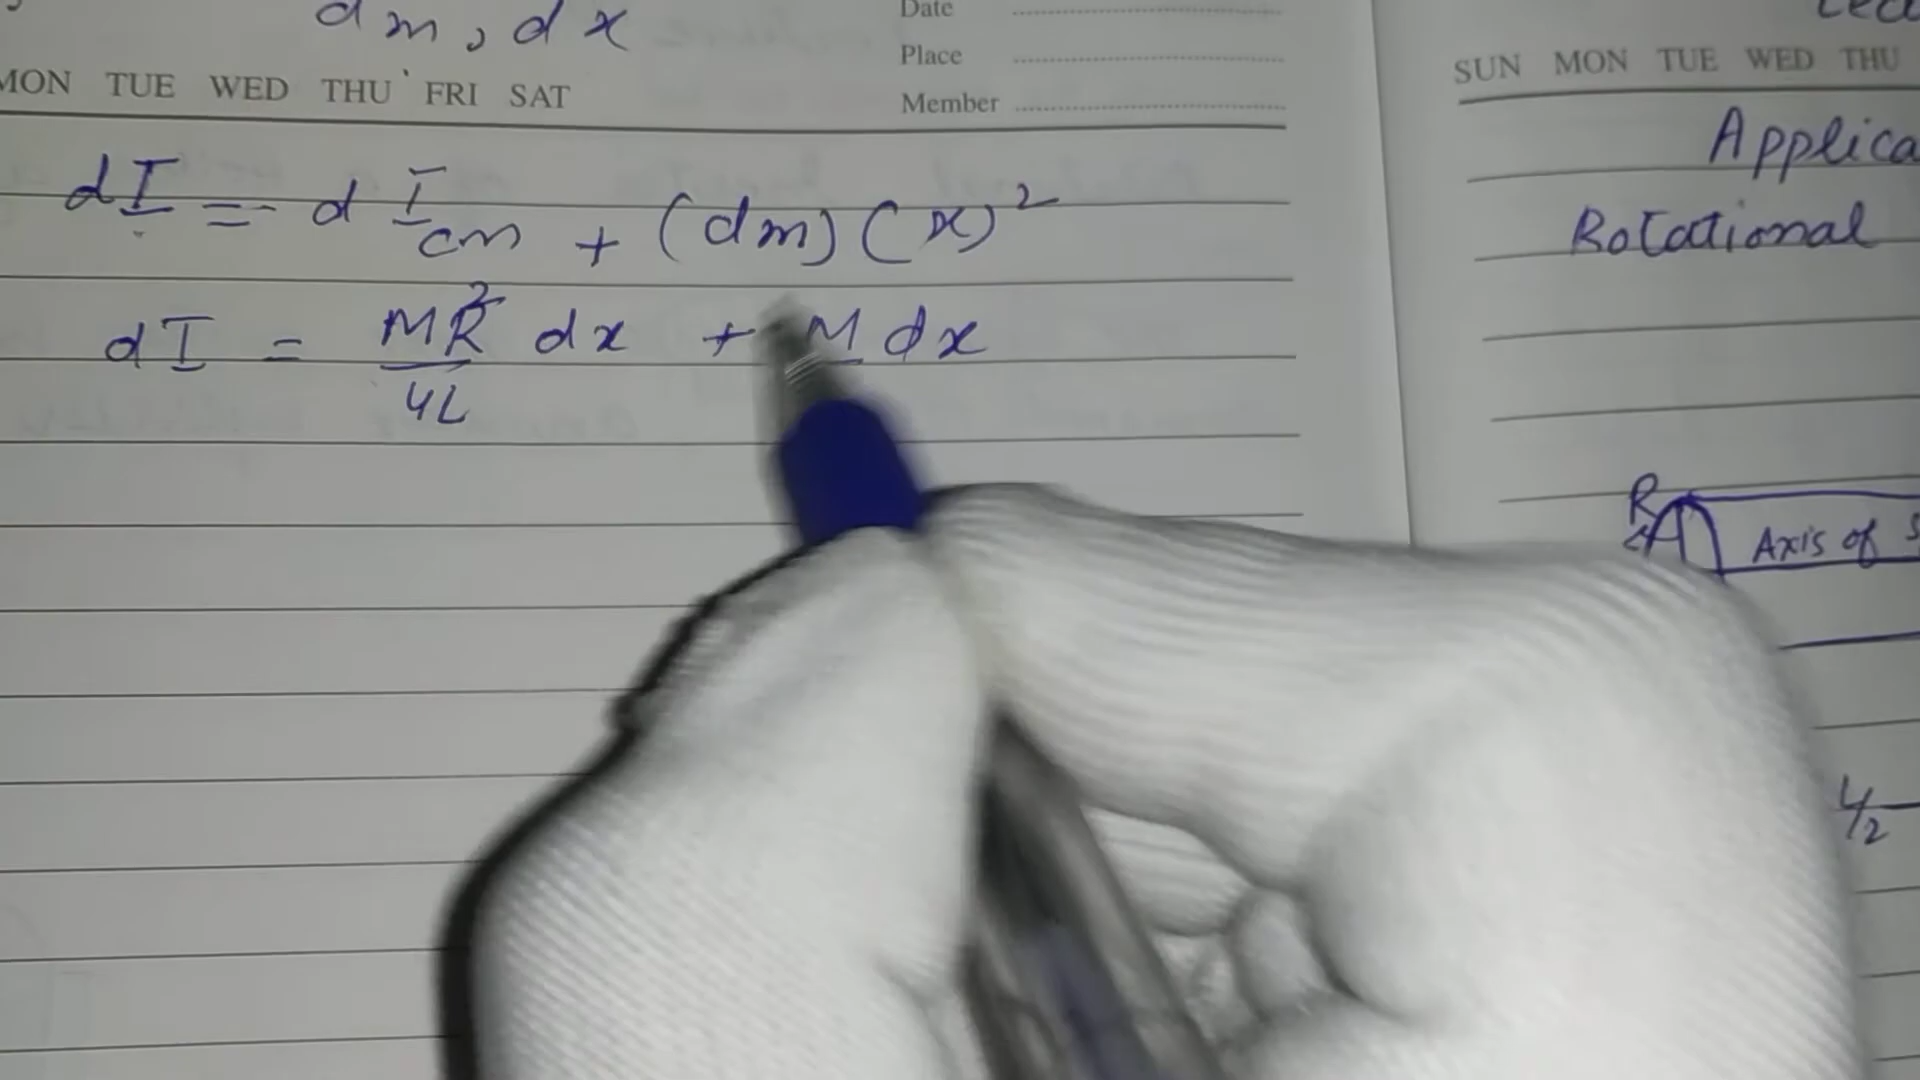 dm, dx
Date
Place
MON TUE WED THU FRI SAT
Member
dI = d I cm + (dm) (x)²
dI = MR² dx + M dx
4L
SUN MON TUE WED THU
Applica
Rotational
R
Axis of S
L/2